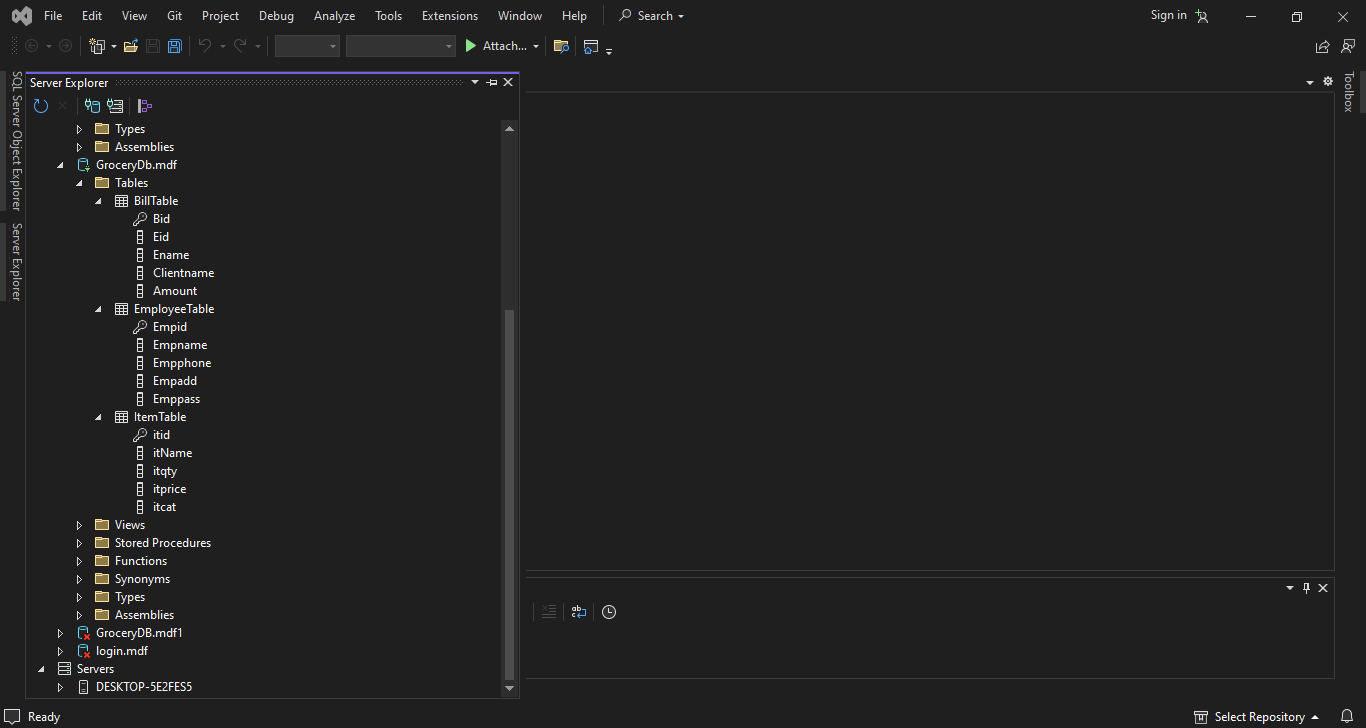 File Edit View Git Project Debug Analyze Tools Extensions Window Help Search Sign in
Attach...
SQL Server Object Explorer
Server Explorer
Server Explorer
Types
Assemblies
GroceryDb.mdf
Tables
BillTable
Bid
Eid
Ename
Clientname
Amount
EmployeeTable
Empid
Empname
Empphone
Empadd
Emppass
ItemTable
itid
itName
itqty
itprice
itcat
Views
Stored Procedures
Functions
Synonyms
Types
Assemblies
GroceryDB.mdf1
login.mdf
Servers
DESKTOP-5E2FES5
Toolbox
Ready
Select Repository